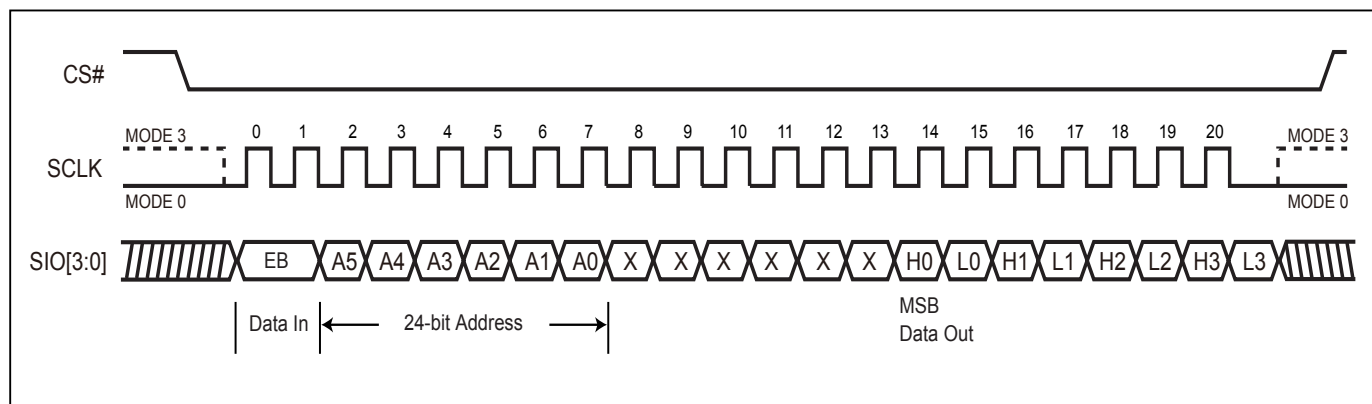 CS#
MODE 3 0 1 2 3 4 5 6 7 8 9 10 11 12 13 14 15 16 17 18 19 20 MODE 3
SCLK
MODE 0 MODE 0
SIO[3:0] EB A5 A4 A3 A2 A1 A0 X X X X X X H0 L0 H1 L1 H2 L2 H3 L3
Data In 24-bit Address MSB
Data Out